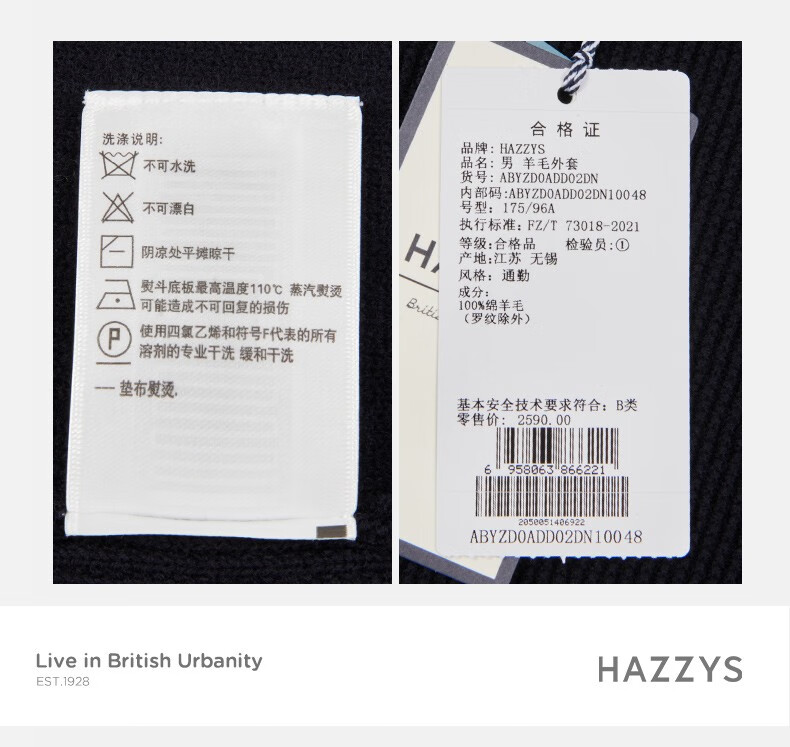 洗涤说明:
不可水洗
不可漂白
阴凉处平摊晾干
熨斗底板最高温度110℃ 蒸汽熨烫
可能造成不可回复的损伤
P
使用四氯乙烯和符号F代表的所有
溶剂的专业干洗 缓和干洗
— 垫布熨烫.
合格证
品牌: HAZZYS
品名: 男 羊毛外套
货号: ABYZD0ADD02DN
内部码:ABYZD0ADD02DN10048
号型: 175/96A
执行标准: FZ/T 73018-2021
等级:合格品 检验员:①
产地:江苏 无锡
风格: 通勤
成分:
100%绵羊毛
(罗纹除外)
基本安全技术要求符合: B类
零售价: 2590.00
6 958063 866221
2050051406922
ABYZD0ADD02DN10048
Britis
Live in British Urbanity
EST.1928
HAZZYS